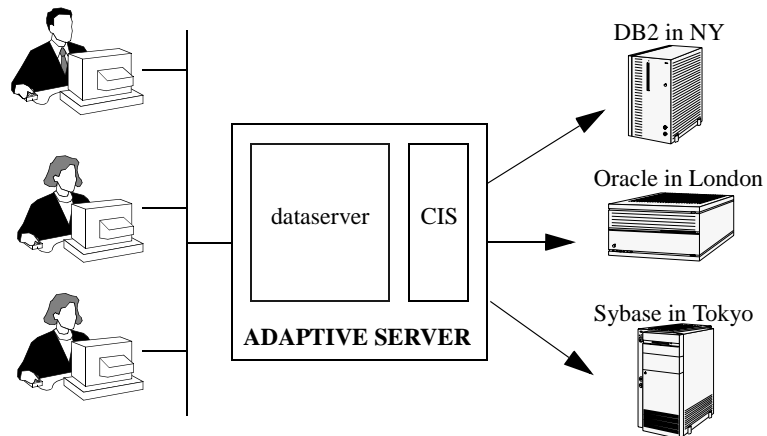 DB2 in NY
Oracle in London
dataserver
CIS
Sybase in Tokyo
ADAPTIVE SERVER